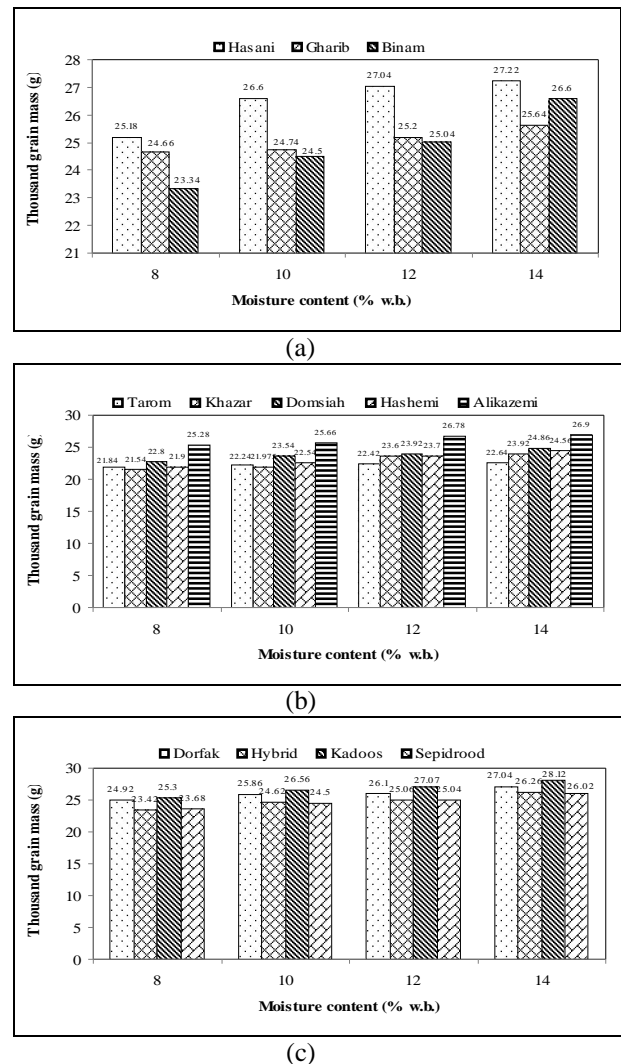 Hasani Gharib Binam
Thousand grain mass (g)
28
27
26
25
24
23
22
21
25.18 24.66 23.34
26.6 24.74 24.5
27.04 25.2 25.04
27.22 25.64 26.6
8 10 12 14
Moisture content (% w.b.)
(a)
Tarom Khazar Domsiah Hashemi Alikazemi
Thousand grain mass (g)
30
25
20
15
10
5
0
21.84 21.54 22.8 21.9 25.28
22.24 21.97 23.54 22.54 25.66
22.42 23.6 23.92 23.7 26.78
22.64 23.92 24.86 24.56 26.9
8 10 12 14
Moisture content (% w.b.)
(b)
Dorfak Hybrid Kadoos Sepidrood
Thousand grain mass (g)
30
25
20
15
10
5
0
24.92 23.42 25.3 23.68
25.86 24.62 26.56 24.5
26.1 25.06 27.07 25.04
27.04 26.26 28.12 26.02
8 10 12 14
Moisture content (% w.b.)
(c)